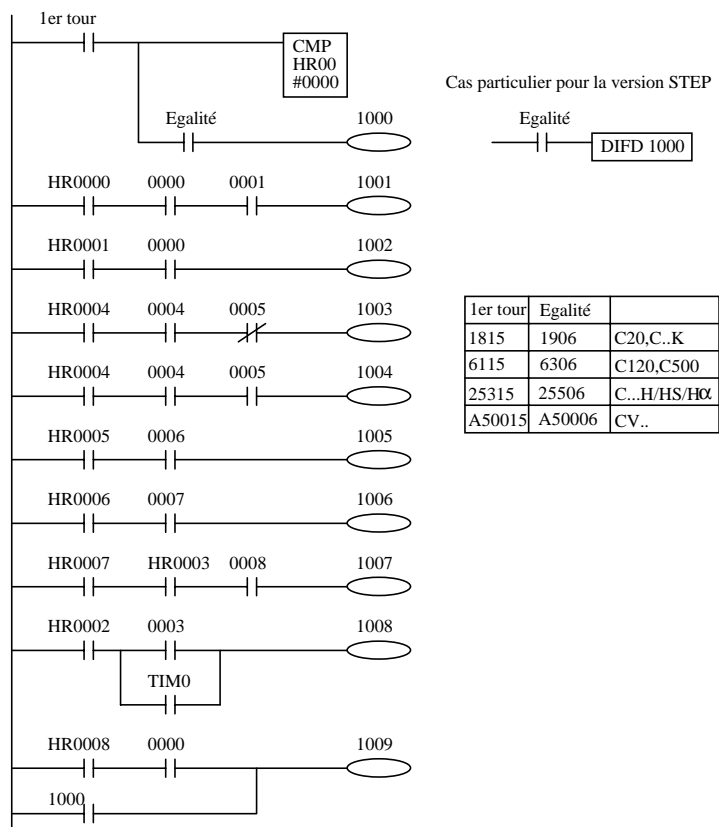 1er tour
CMP
HR00
#0000
Cas particulier pour la version STEP
Egalité 1000
Egalité
DIFD 1000
HR0000 0000 0001 1001
HR0001 0000 1002
HR0004 0004 0005 1003
1er tour Egalité
1815 1906 C20,C..K
6115 6306 C120,C500
25315 25506 C...H/HS/Hα
A50015 A50006 CV..
HR0004 0004 0005 1004
HR0005 0006 1005
HR0006 0007 1006
HR0007 HR0003 0008 1007
HR0002 0003 1008
TIM0
HR0008 0000 1009
1000